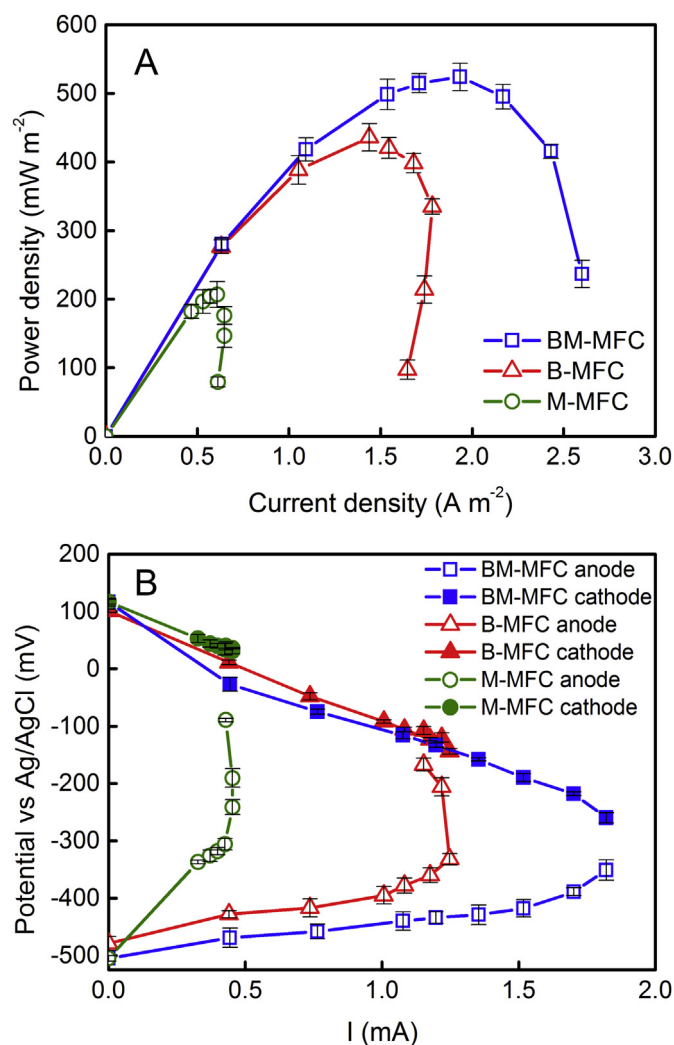 A
Power density (mW m-2)
600
500
400
300
200
100
0
BM-MFC
B-MFC
M-MFC
0.0 0.5 1.0 1.5 2.0 2.5 3.0
Current density (A m-2)
B
Potential vs Ag/AgCl (mV)
200
100
0
-100
-200
-300
-400
-500
BM-MFC anode
BM-MFC cathode
B-MFC anode
B-MFC cathode
M-MFC anode
M-MFC cathode
0.0 0.5 1.0 1.5 2.0
I (mA)